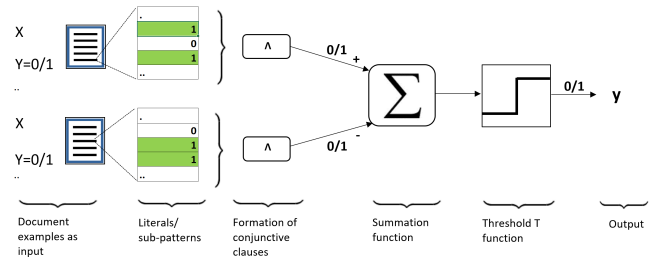 .
X
1
0
Y=0/1
1
..
..
∧
0/1
+
Σ
0/1
y
.
X
0
1
Y=0/1
1
..
..
∧
0/1
-
Document
examples as
input
Literals/
sub-patterns
Formation of
conjunctive
clauses
Summation
function
Threshold T
function
Output